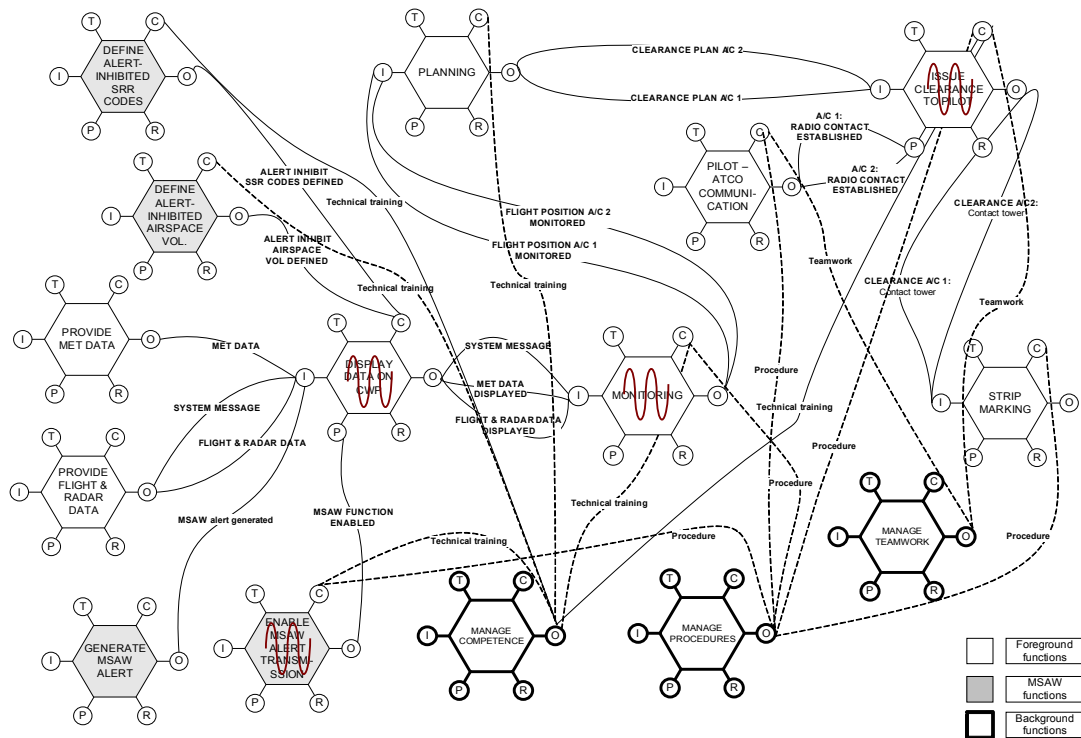 T
C
DEFINE
ALERT-
INHIBITED
SRR
CODES
I
O
P
R
T
C
DEFINE
ALERT-
INHIBITED
AIRSPACE
VOL.
I
O
P
R
T
C
PROVIDE
MET DATA
I
O
P
R
T
C
PROVIDE
FLIGHT &
RADAR
DATA
I
O
P
R
T
C
GENERATE
MSAW
ALERT
I
O
P
R
T
C
ENABLE
MSAW
ALERT
TRANSMI-
SSION
I
O
P
R
T
C
DISPLAY
DATA ON
CWP
I
O
P
R
T
C
PLANNING
I
O
P
R
T
C
MONITORING
I
O
P
R
T
C
PILOT –
ATCO
COMMUNI-
CATION
I
O
P
R
T
C
ISSUE
CLEARANCE
TO PILOT
I
O
P
R
T
C
STRIP
MARKING
I
O
P
R
T
C
MANAGE
COMPETENCE
I
O
P
R
T
C
MANAGE
PROCEDURES
I
O
P
R
T
C
MANAGE
TEAMWORK
I
O
P
R
ALERT INHIBIT
SSR CODES DEFINED
Technical training
ALERT INHIBIT
AIRSPACE
VOL DEFINED
Technical training
MET DATA
SYSTEM MESSAGE
FLIGHT & RADAR DATA
MSAW alert generated
MSAW FUNCTION
ENABLED
SYSTEM MESSAGE
MET DATA
DISPLAYED
FLIGHT & RADAR DATA
DISPLAYED
FLIGHT POSITION A/C 2
MONITORED
FLIGHT POSITION A/C 1
MONITORED
Technical training
CLEARANCE PLAN A/C 2
CLEARANCE PLAN A/C 1
A/C 1:
RADIO CONTACT
ESTABLISHED
A/C 2:
RADIO CONTACT
ESTABLISHED
CLEARANCE A/C2:
Contact tower
CLEARANCE A/C 1:
Contact tower
Teamwork
Teamwork
Procedure
Technical training
Procedure
Procedure
Technical training
Technical training
Procedure
Procedure
Foreground
functions
MSAW
functions
Background
functions